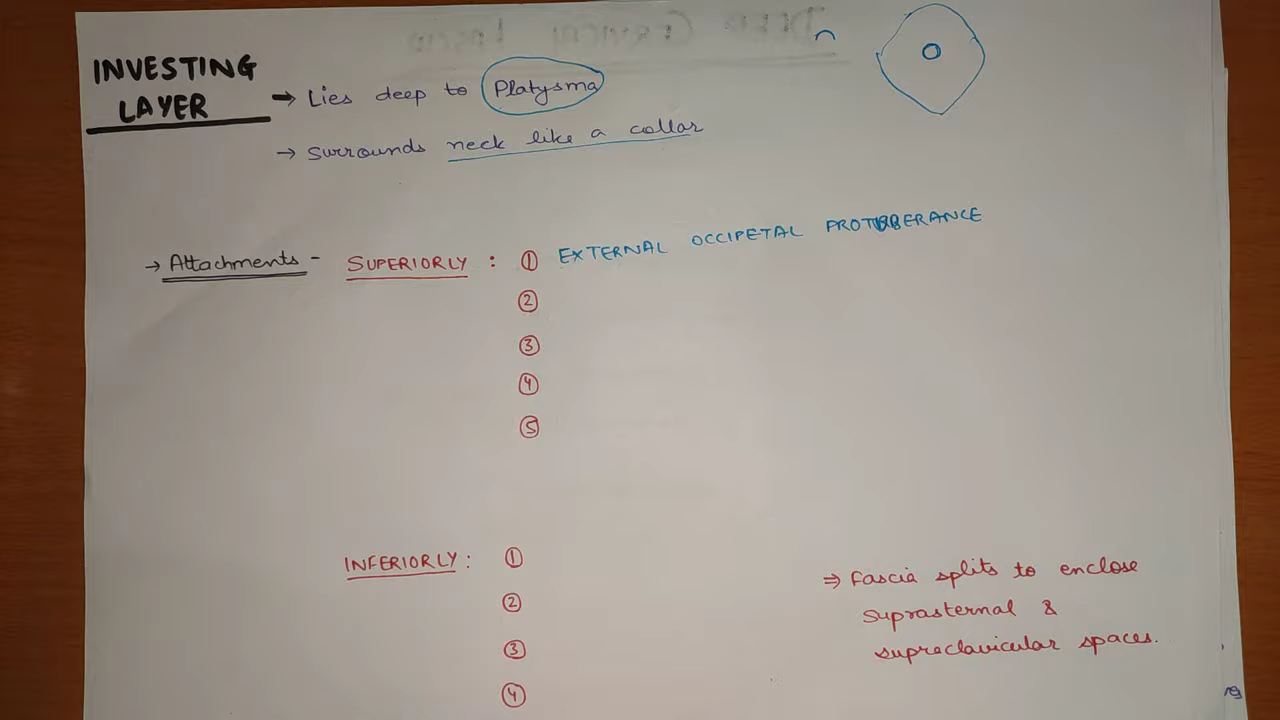 INVESTING
LAYER
→ Lies deep to Platysma
→ surrounds neck like a collar
→ Attachments - SUPERIORLY : ① EXTERNAL OCCIPETAL PROTUBERANCE
②
③
④
⑤
INFERIORLY : ①
②
③
④
⇒ Fascia splits to enclose
suprasternal &
supraclavicular spaces.